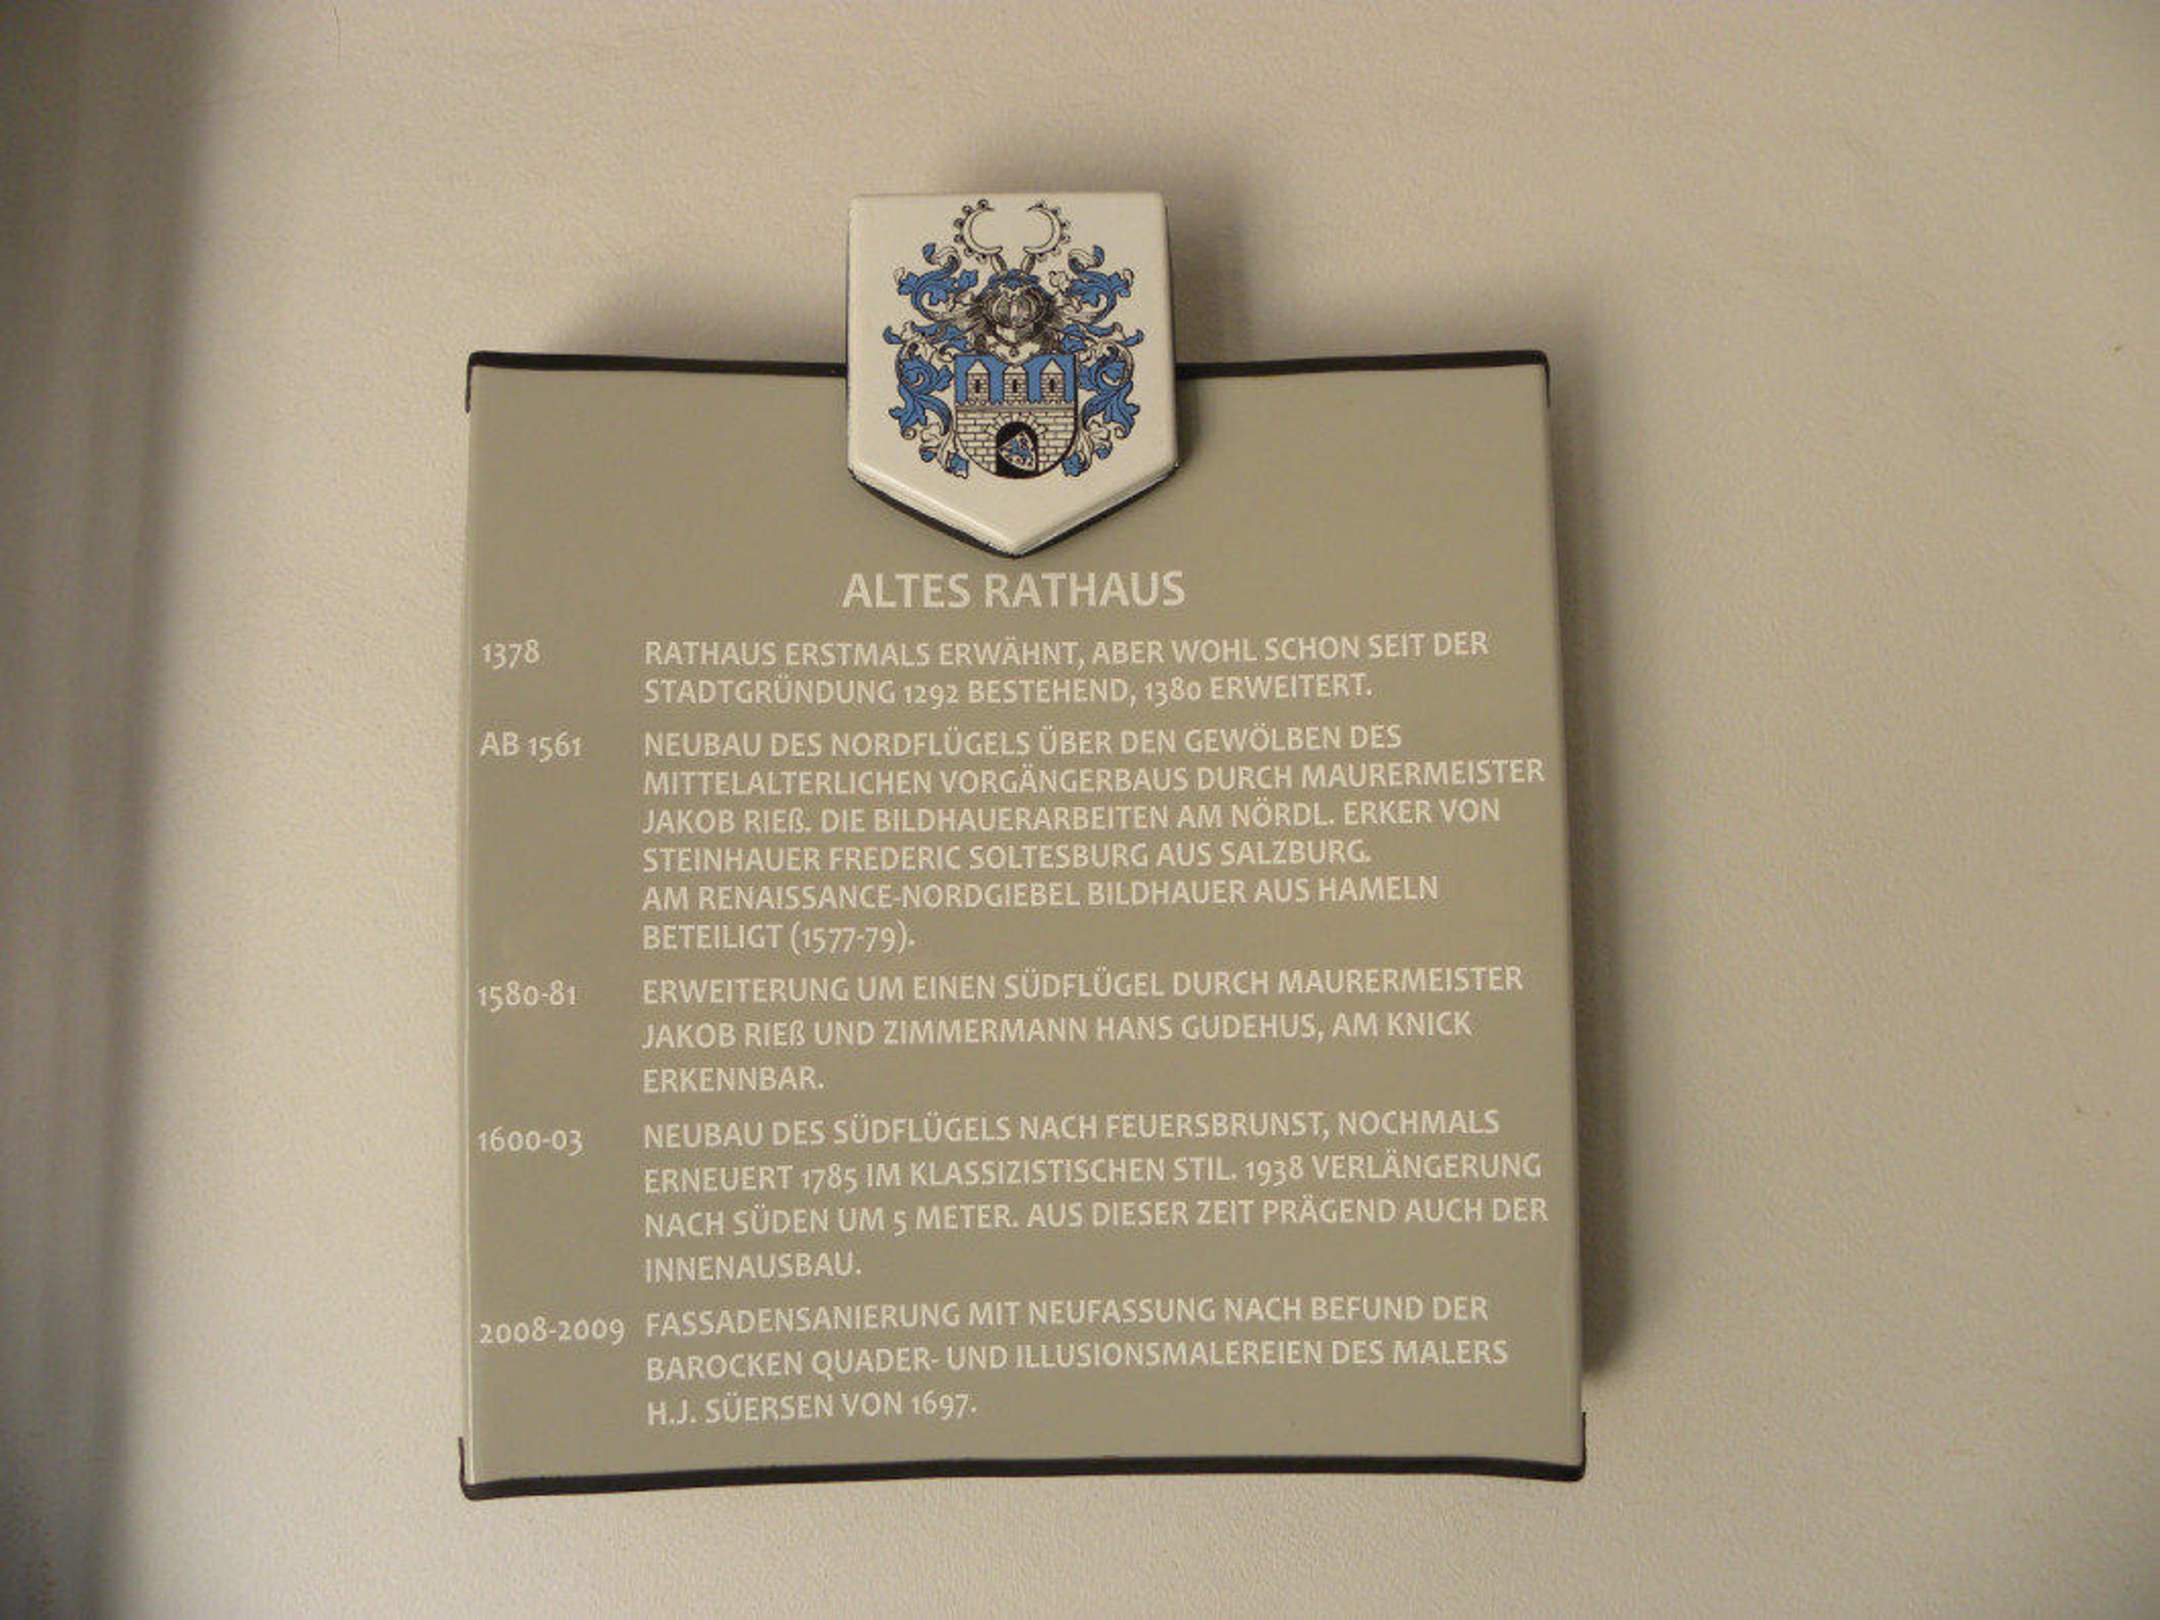 ALTES RATHAUS
1378 RATHAUS ERSTMALS ERWÄHNT, ABER WOHL SCHON SEIT DER
STADTGRÜNDUNG 1292 BESTEHEND, 1380 ERWEITERT.
AB 1561 NEUBAU DES NORDFLÜGELS ÜBER DEN GEWÖLBEN DES
MITTELALTERLICHEN VORGÄNGERBAUS DURCH MAURERMEISTER
JAKOB RIEß. DIE BILDHAUERARBEITEN AM NÖRDL. ERKER VON
STEINHAUER FREDERIC SOLTESBURG AUS SALZBURG.
AM RENAISSANCE-NORDGIEBEL BILDHAUER AUS HAMELN
BETEILIGT (1577-79).
1580-81 ERWEITERUNG UM EINEN SÜDFLÜGEL DURCH MAURERMEISTER
JAKOB RIEß UND ZIMMERMANN HANS GUDEHUS, AM KNICK
ERKENNBAR.
1600-03 NEUBAU DES SÜDFLÜGELS NACH FEUERSBRUNST, NOCHMALS
ERNEUERT 1785 IM KLASSIZISTISCHEN STIL. 1938 VERLÄNGERUNG
NACH SÜDEN UM 5 METER. AUS DIESER ZEIT PRÄGEND AUCH DER
INNENAUSBAU.
2008-2009 FASSADENSANIERUNG MIT NEUFASSUNG NACH BEFUND DER
BAROCKEN QUADER- UND ILLUSIONSMALEREIEN DES MALERS
H.J. SÜERSEN VON 1697.